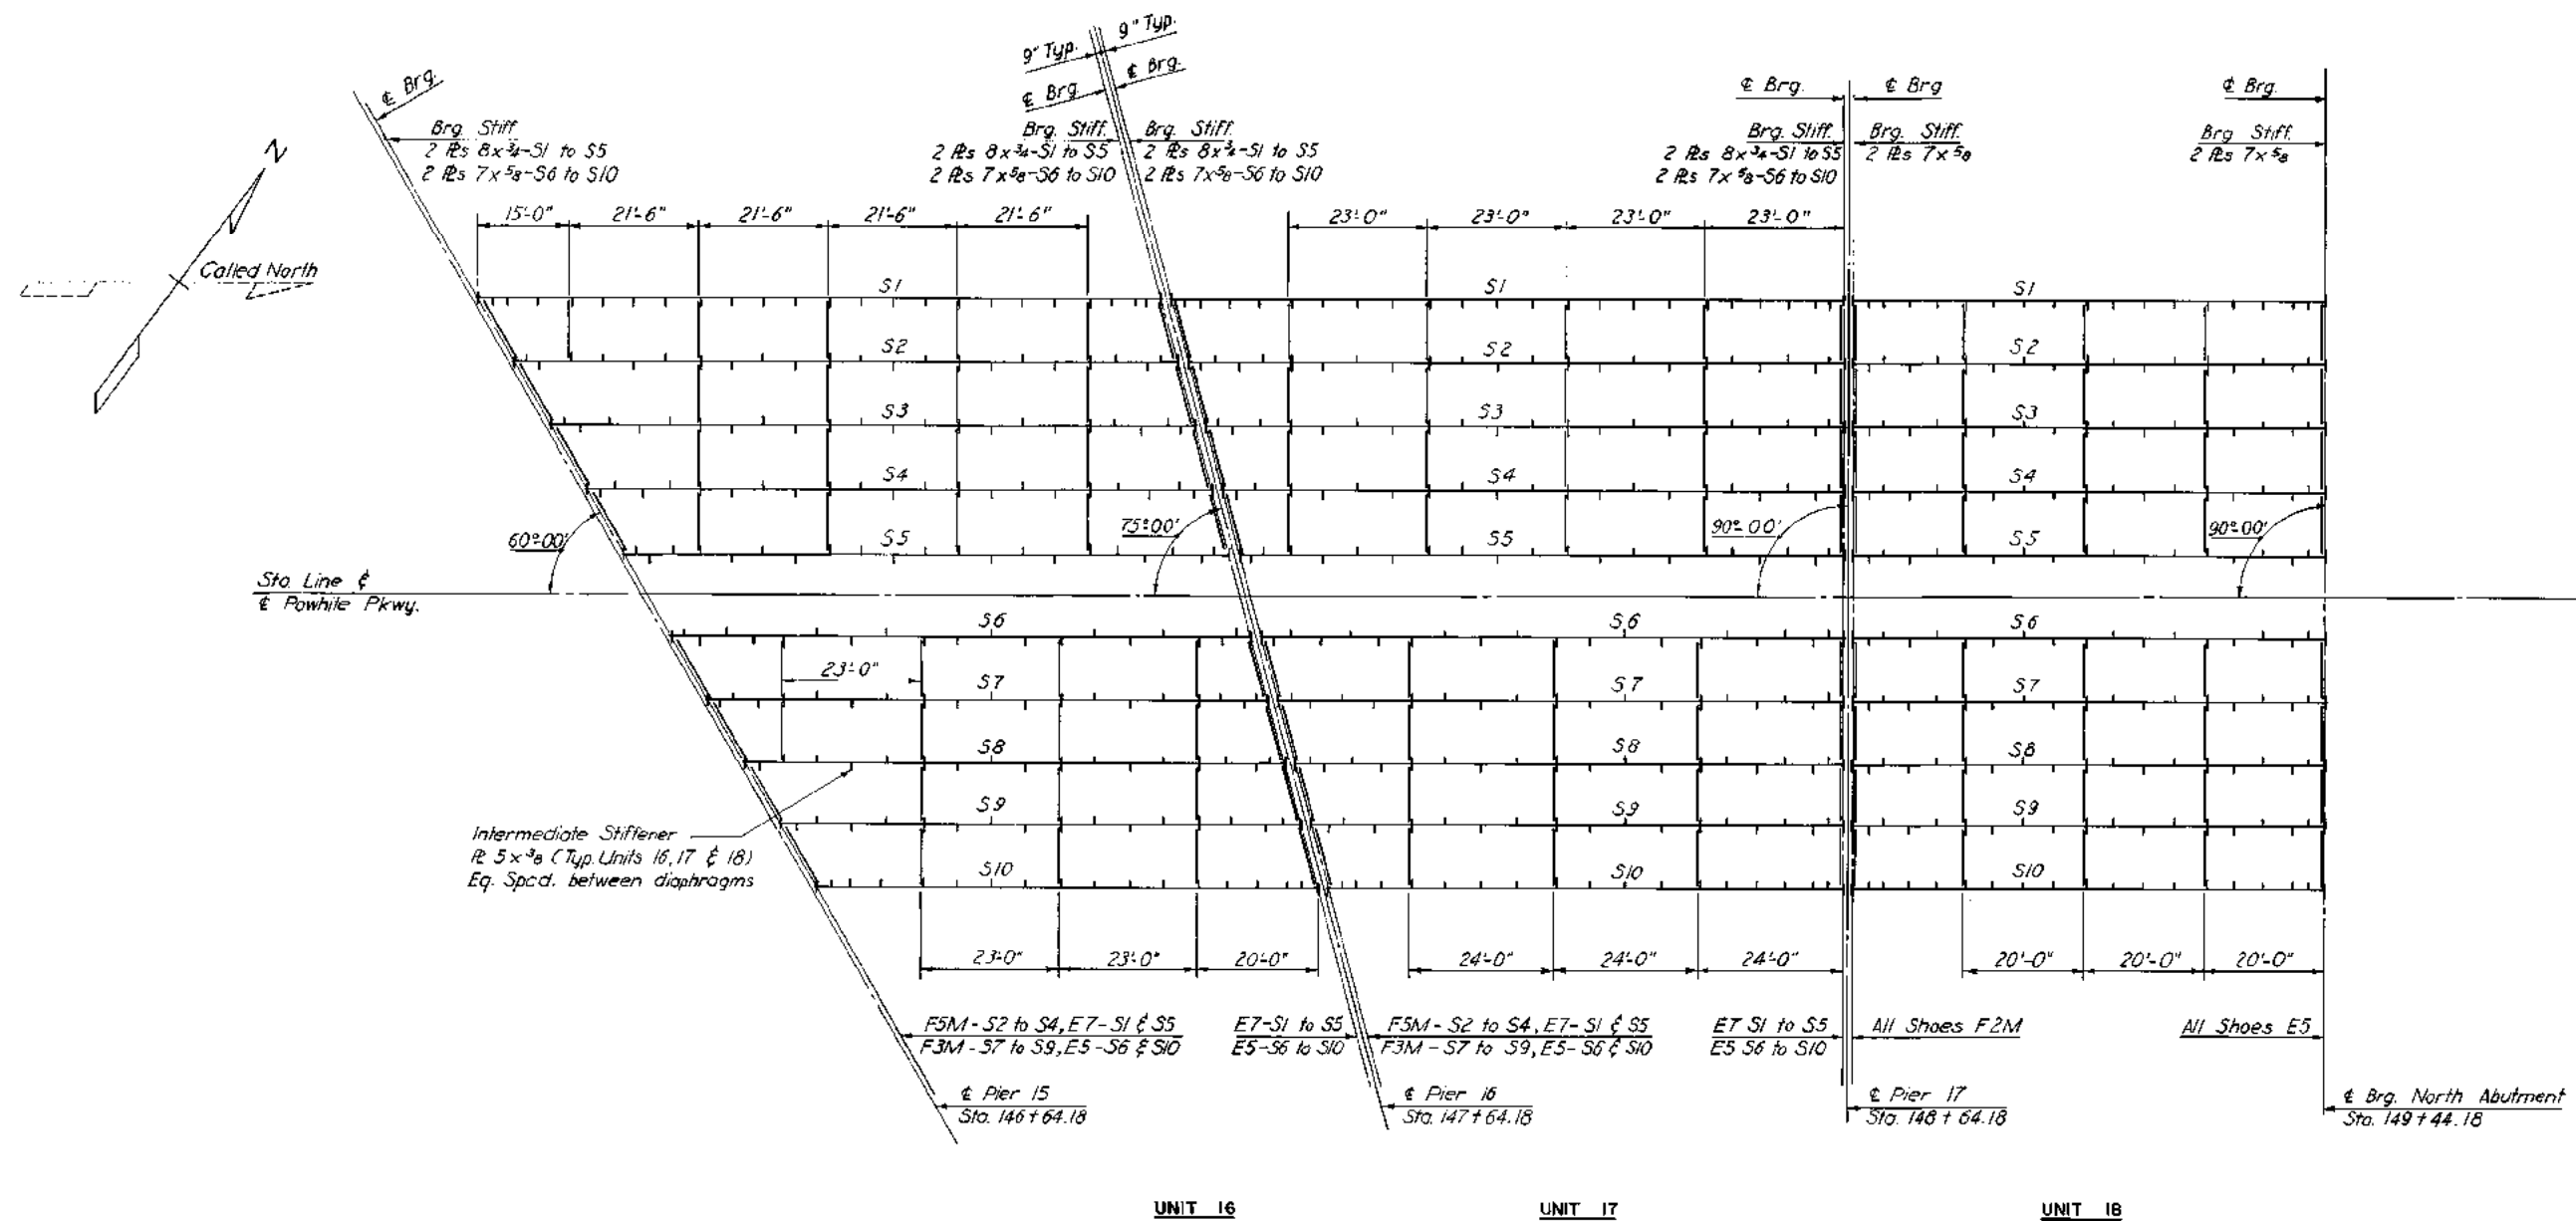 9" Typ.
9" Typ.
℄ Brg.
℄ Brg.
℄ Brg.
℄ Brg.
℄ Brg
℄ Brg.
Brg. Stiff
2 ℞s 8x¾-S1 to S5
2 ℞s 7x⅝-S6 to S10
Brg. Stiff.
2 ℞s 8x¾-S1 to S5
2 ℞s 7x⅝-S6 to S10
Brg. Stiff.
2 ℞s 8x¾-S1 to S5
2 ℞s 7x⅝-S6 to S10
Brg. Stiff.
2 ℞s 8x¾-S1 to S5
2 ℞s 7x⅝-S6 to S10
Brg. Stiff.
2 ℞s 7x⅝
Brg Stiff.
2 ℞s 7x⅝
N
Called North
15'-0" 21'-6" 21'-6" 21'-6" 21'-6"
23'-0" 23'-0" 23'-0" 23'-0"
S1 S1 S1
S2 S2 S2
S3 S3 S3
S4 S4 S4
60°00' 75°00' 90°-00' 90°00'
S5 S5 S5
Sta. Line &
℄ Powhite Pkwy.
S6 S6 S6
23'-0"
S7 S7 S7
S8 S8 S8
S9 S9 S9
S10 S10 S10
Intermediate Stiffener
℞ 5x⅜ (Typ. Units 16, 17 & 18)
Eq. Spcd. between diaphragms
23'-0" 23'-0" 20'-0" 24'-0" 24'-0" 24'-0" 20'-0" 20'-0" 20'-0"
F5M - S2 to S4, E7-S1 & S5
F3M - S7 to S9, E5-S6 & S10
E7-S1 to S5
E5-S6 to S10
F5M - S2 to S4, E7-S1 & S5
F3M - S7 to S9, E5-S6 & S10
E7 S1 to S5
E5 S6 to S10
All Shoes F2M
All Shoes E5
℄ Pier 15
Sta. 146+64.18
℄ Pier 16
Sta. 147+64.18
℄ Pier 17
Sta. 148+64.18
℄ Brg. North Abutment
Sta. 149+44.18
UNIT 16
UNIT 17
UNIT 18